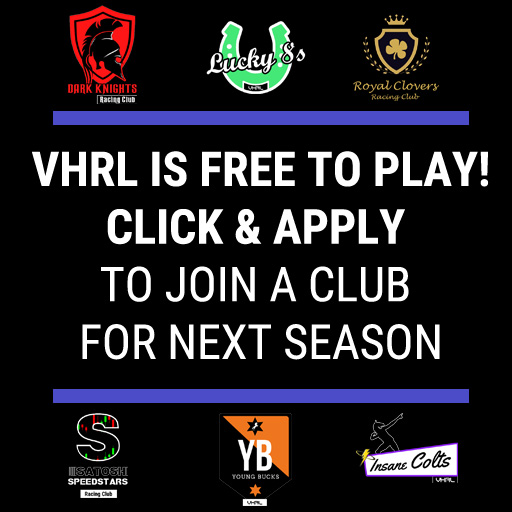 DARK KNIGHTS
| Racing Club
Lucky 8s
VHRL
Royal Clovers
Racing Club
VHRL IS FREE TO PLAY!
CLICK & APPLY
TO JOIN A CLUB
FOR NEXT SEASON
S
SATOSHI
SPEEDSTARS
Racing Club
YB
YOUNG BUCKS
VHRL
Insane Colts
| VHRL |